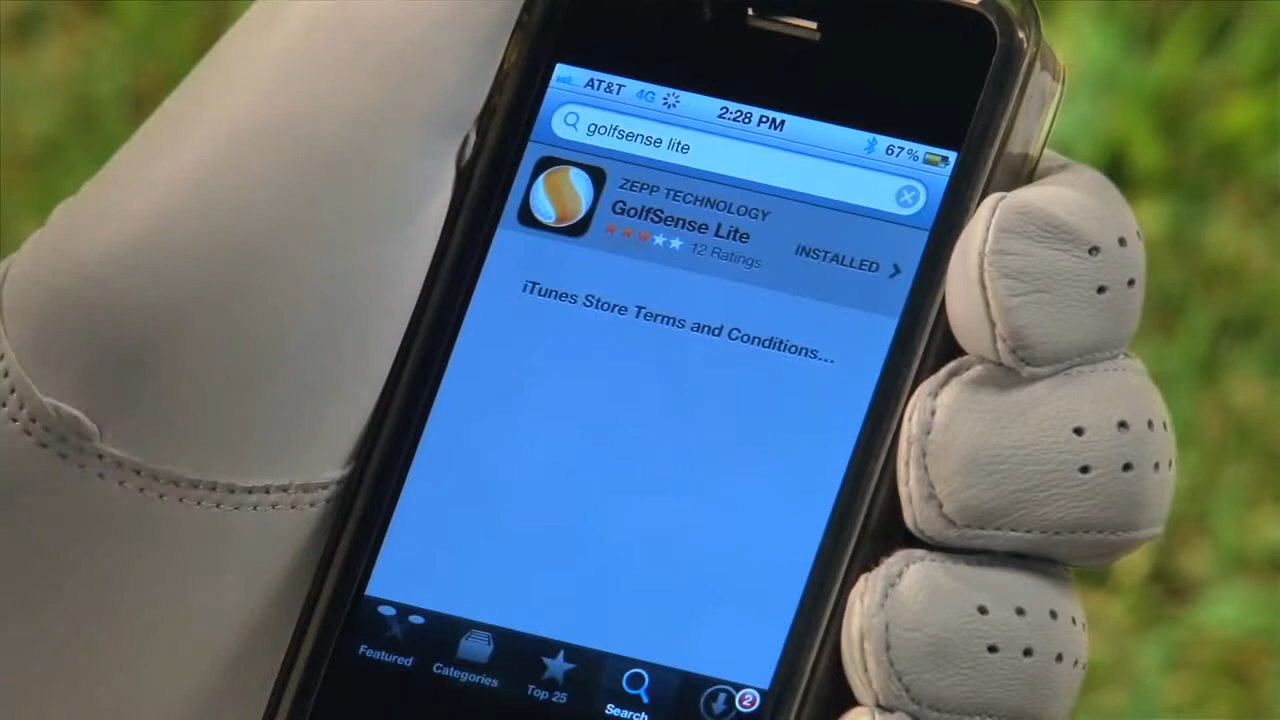 AT&T 4G 2:28 PM 67%
golfsense lite
ZEPP TECHNOLOGY
GolfSense Lite
12 Ratings
INSTALLED
iTunes Store Terms and Conditions...
Featured
Categories
Top 25
Search
2